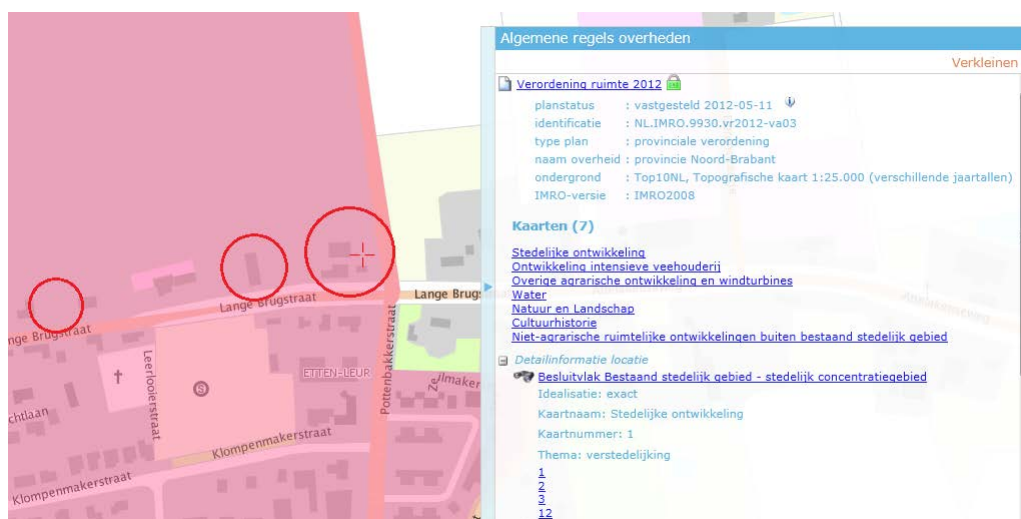 Algemene regels overheden
Verkleinen
Verordening ruimte 2012
planstatus : vastgesteld 2012-05-11
identificatie : NL.IMRO.9930.vr2012-va03
type plan : provinciale verordening
naam overheid : provincie Noord-Brabant
ondergrond : Top10NL, Topografische kaart 1:25.000 (verschillende jaartallen)
IMRO-versie : IMRO2008
Kaarten (7)
Stedelijke ontwikkeling
Ontwikkeling intensieve veehouderij
Overige agrarische ontwikkeling en windturbines
Water
Natuur en Landschap
Cultuurhistorie
Niet-agrarische ruimtelijke ontwikkelingen buiten bestaand stedelijk gebied
Detailinformatie locatie
Besluitvlak Bestaand stedelijk gebied - stedelijk concentratiegebied
Idealisatie: exact
Kaartnaam: Stedelijke ontwikkeling
Kaartnummer: 1
Thema: verstedelijking
1
2
3
12
Lange Brugstraat
Lange Brugs
nge Brugstraat
Leerlooierstraat
S
ETTEN-LEUR
Pottenbakkerstraat
Zeilmaker
chtlaan
Klompenmakerstraat
Klompenmakerstraat